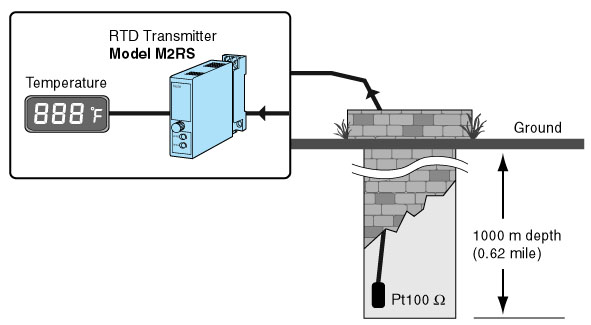 RTD Transmitter
Model M2RS
Temperature
888 °F
Ground
1000 m depth
(0.62 mile)
Pt100 Ω